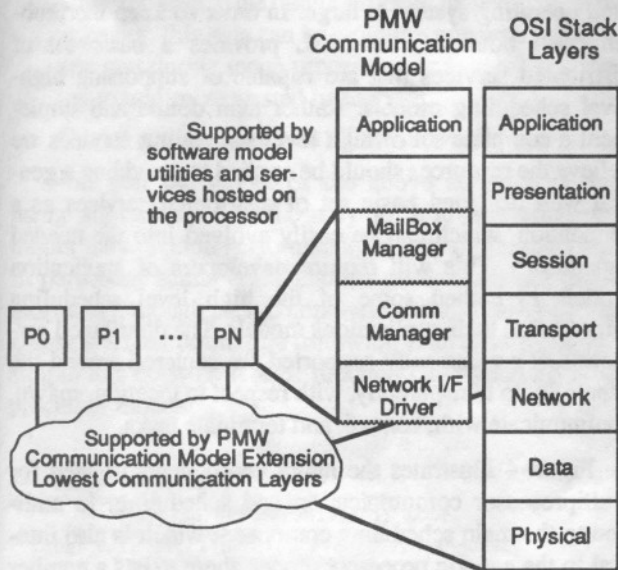 PMW
Communication
Model
OSI Stack
Layers
Supported by
software model
utilities and ser-
vices hosted on
the processor
Application
MailBox
Manager
Comm
Manager
Network I/F
Driver
Application
Presentation
Session
Transport
Network
Data
Physical
P0
P1
...
PN
Supported by PMW
Communication Model Extension
Lowest Communication Layers